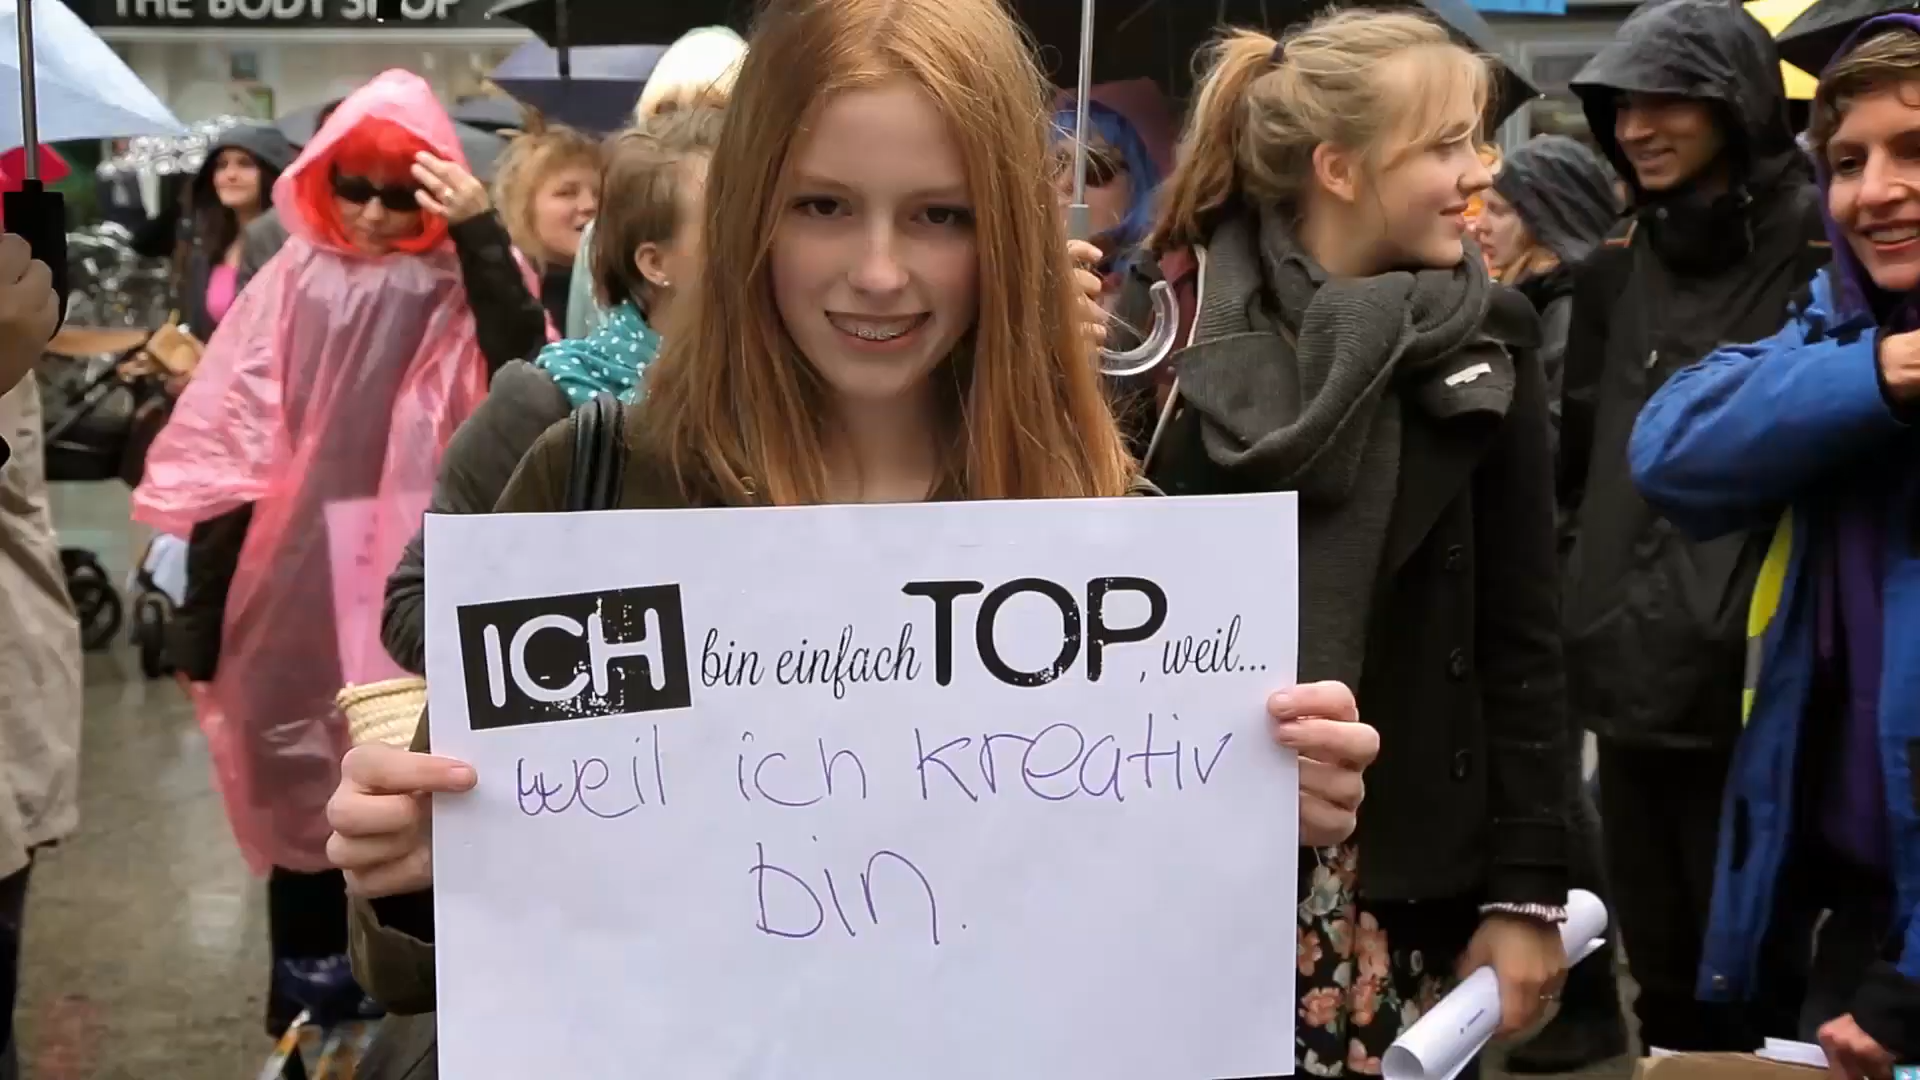 THE BODY SHOP
ICH bin einfach TOP, weil...
weil ich kreativ
bin.